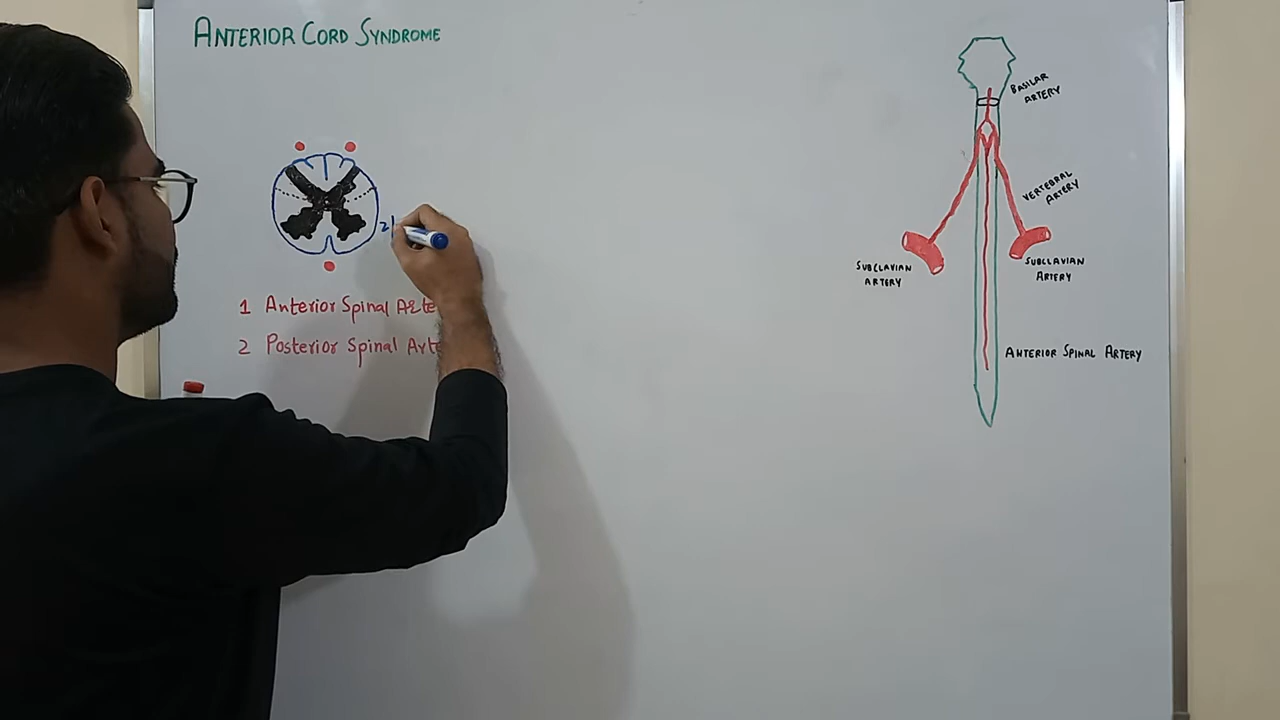 ANTERIOR CORD SYNDROME
BASILAR
ARTERY
VERTEBRAL
ARTERY
SUBCLAVIAN
ARTERY
SUBCLAVIAN
ARTERY
ANTERIOR SPINAL ARTERY
2
1 Anterior Spinal Arte
2 Posterior Spinal Arte